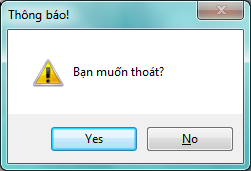 Thông báo!
Bạn muốn thoát?
Yes
No